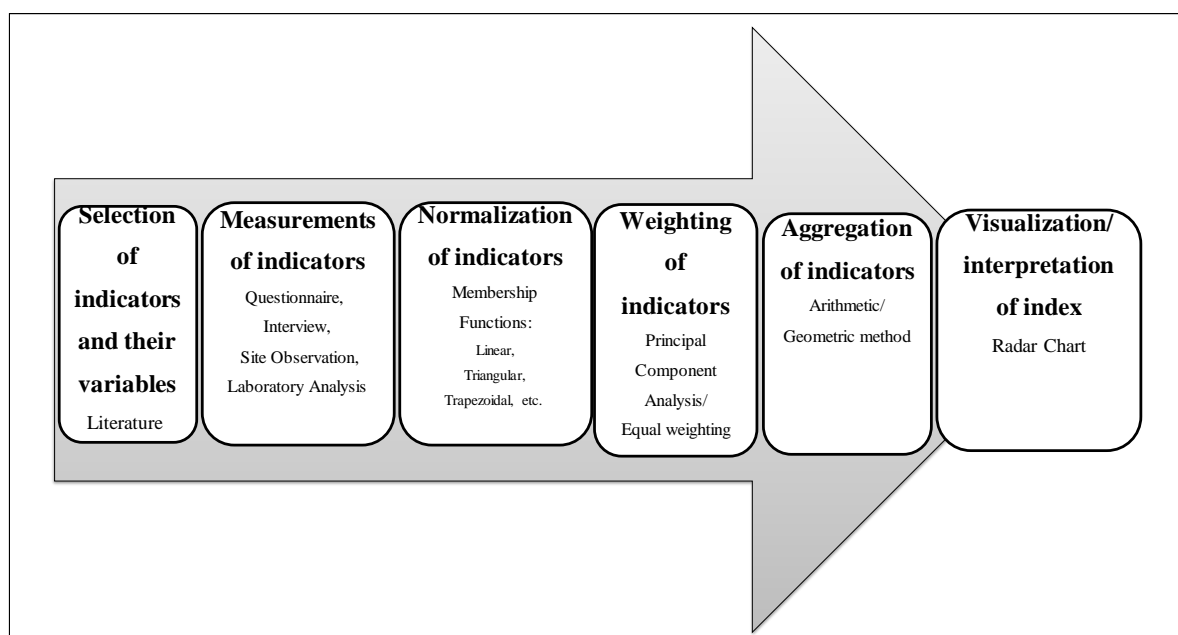 Selection
of
indicators
and their
variables
Literature
Measurements
of indicators
Questionnaire,
Interview,
Site Observation,
Laboratory Analysis
Normalization
of indicators
Membership
Functions:
Linear,
Triangular,
Trapezoidal, etc.
Weighting
of
indicators
Principal
Component
Analysis/
Equal weighting
Aggregation
of indicators
Arithmetic/
Geometric method
Visualization/
interpretation
of index
Radar Chart